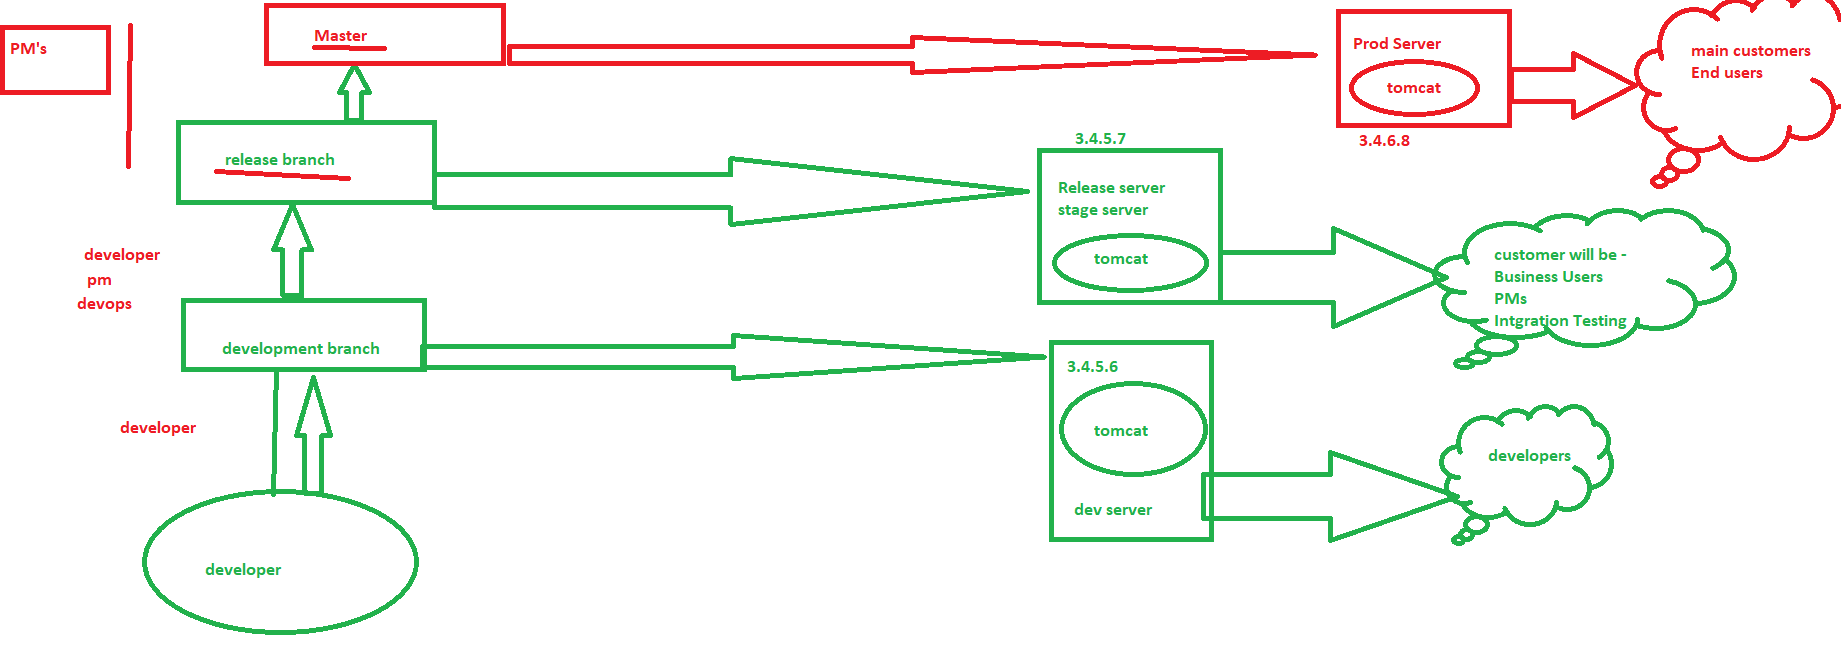 PM's
Master
Prod Server
tomcat
main customers
End users
3.4.6.8
release branch
3.4.5.7
Release server
stage server
tomcat
customer will be -
Business Users
PMs
Intgration Testing
developer
pm
devops
development branch
3.4.5.6
tomcat
dev server
developers
developer
developer